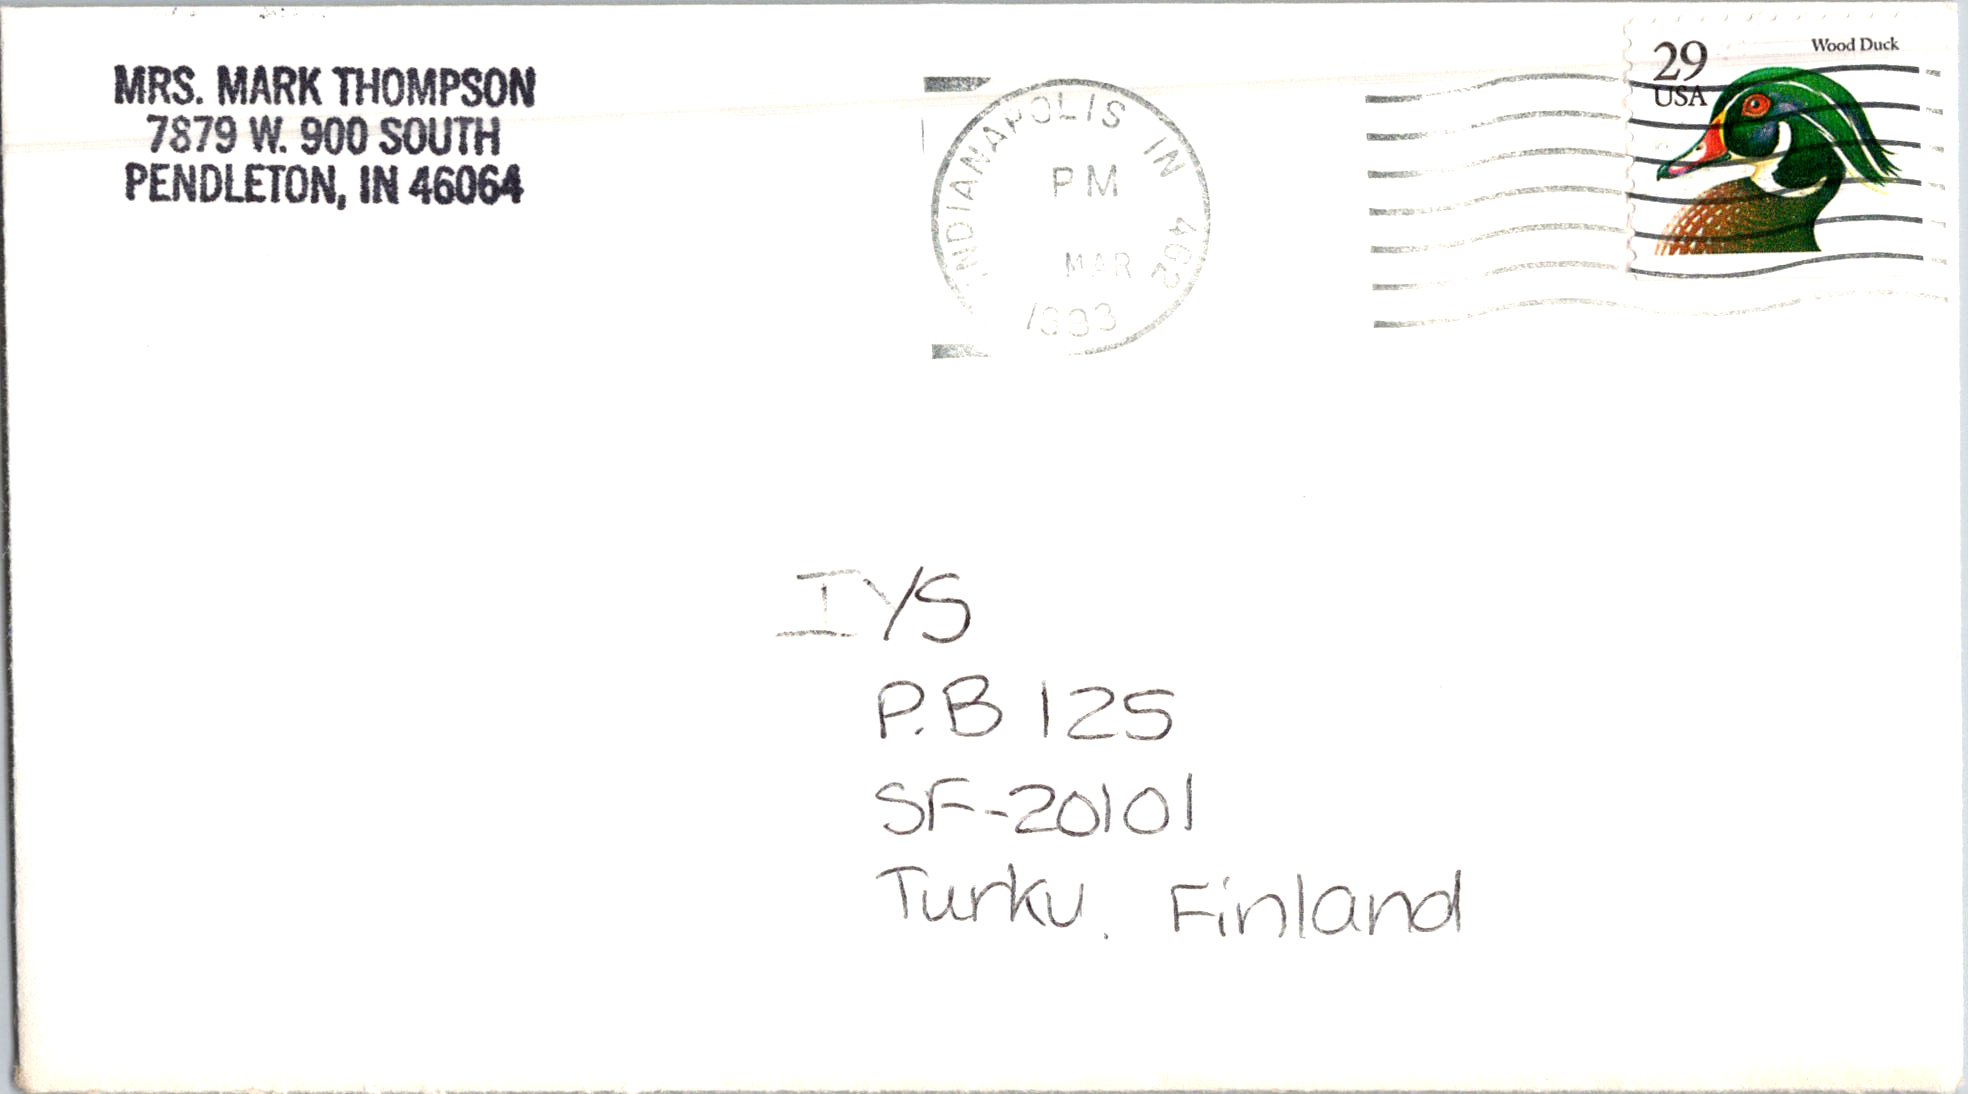 MRS. MARK THOMPSON
7879 W. 900 SOUTH
PENDLETON, IN 46064
INDIANAPOLIS IN 462
PM
MAR
1993
29
USA
Wood Duck
IYS
P.B 125
SF-20101
Turku, Finland